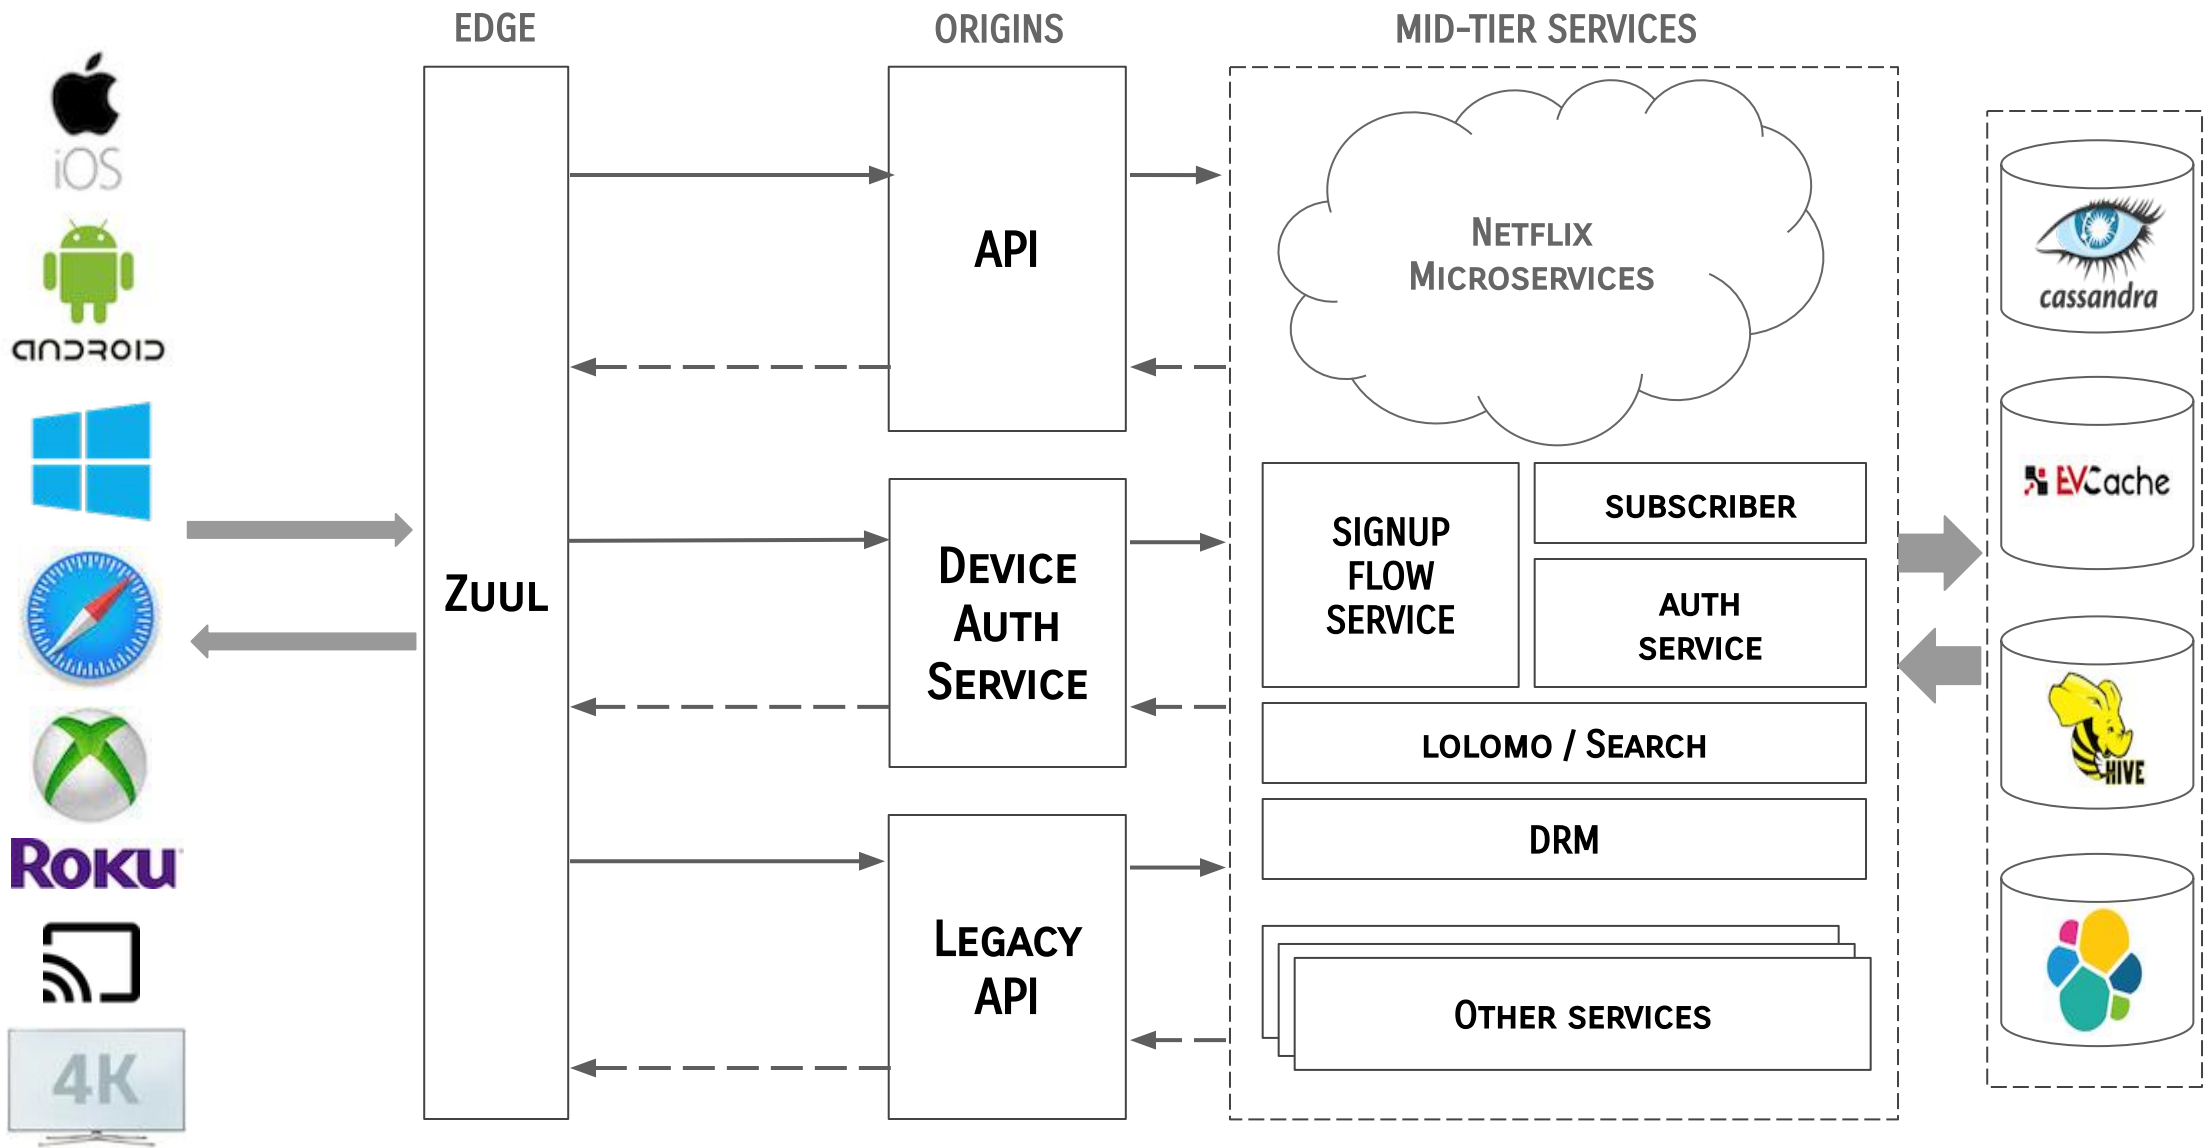 EDGE
ORIGINS
MID-TIER SERVICES
iOS
ANDROID
ROKU
4K
ZUUL
API
DEVICE
AUTH
SERVICE
LEGACY
API
NETFLIX
MICROSERVICES
SIGNUP
FLOW
SERVICE
SUBSCRIBER
AUTH
SERVICE
LOLOMO / SEARCH
DRM
OTHER SERVICES
cassandra
EVCache
HIVE